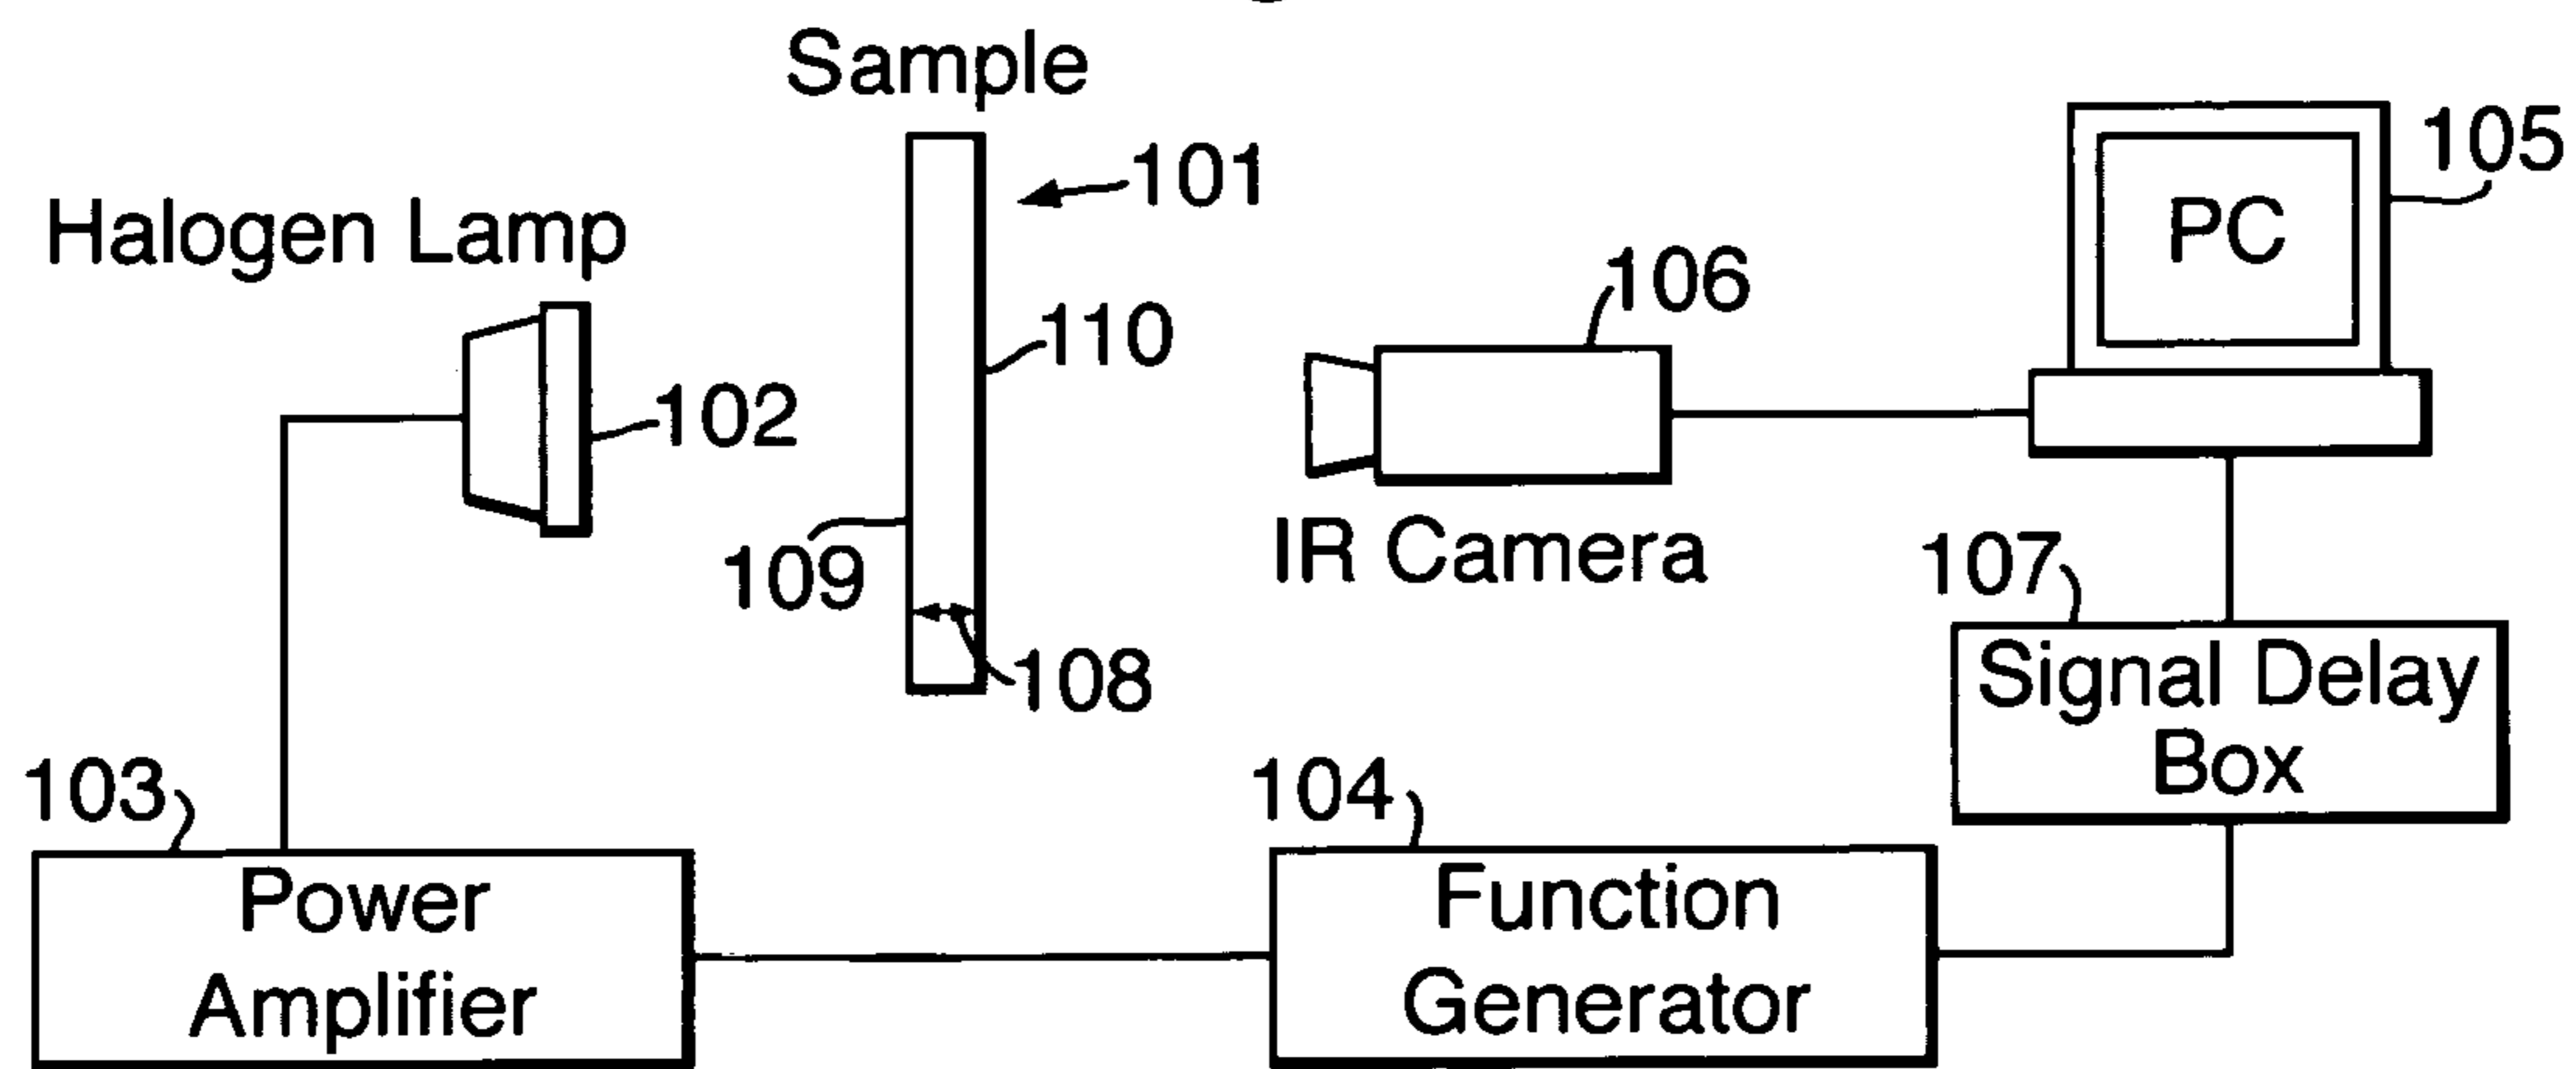 Sample
101
105
PC
Halogen Lamp
106
110
102
109
IR Camera
107
108
Signal Delay
Box
103
104
Power
Amplifier
Function
Generator